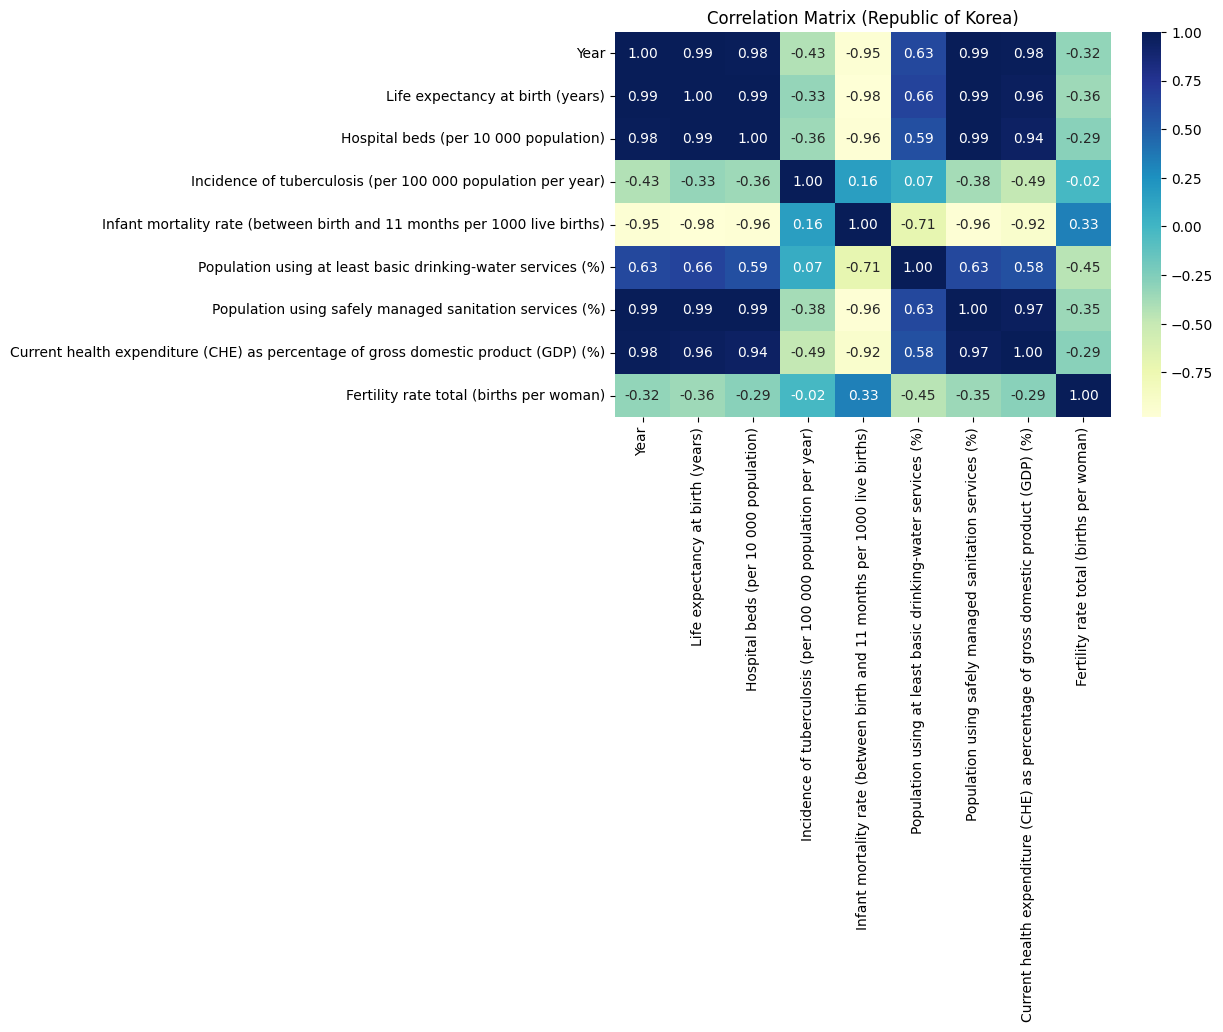 Correlation Matrix (Republic of Korea)
Year 1.00 0.99 0.98 -0.43 -0.95 0.63 0.99 0.98 -0.32
Life expectancy at birth (years) 0.99 1.00 0.99 -0.33 -0.98 0.66 0.99 0.96 -0.36
Hospital beds (per 10 000 population) 0.98 0.99 1.00 -0.36 -0.96 0.59 0.99 0.94 -0.29
Incidence of tuberculosis (per 100 000 population per year) -0.43 -0.33 -0.36 1.00 0.16 0.07 -0.38 -0.49 -0.02
Infant mortality rate (between birth and 11 months per 1000 live births) -0.95 -0.98 -0.96 0.16 1.00 -0.71 -0.96 -0.92 0.33
Population using at least basic drinking-water services (%) 0.63 0.66 0.59 0.07 -0.71 1.00 0.63 0.58 -0.45
Population using safely managed sanitation services (%) 0.99 0.99 0.99 -0.38 -0.96 0.63 1.00 0.97 -0.35
Current health expenditure (CHE) as percentage of gross domestic product (GDP) (%) 0.98 0.96 0.94 -0.49 -0.92 0.58 0.97 1.00 -0.29
Fertility rate total (births per woman) -0.32 -0.36 -0.29 -0.02 0.33 -0.45 -0.35 -0.29 1.00
Year
Life expectancy at birth (years)
Hospital beds (per 10 000 population)
Incidence of tuberculosis (per 100 000 population per year)
Infant mortality rate (between birth and 11 months per 1000 live births)
Population using at least basic drinking-water services (%)
Population using safely managed sanitation services (%)
Current health expenditure (CHE) as percentage of gross domestic product (GDP) (%)
Fertility rate total (births per woman)
1.00
0.75
0.50
0.25
0.00
−0.25
−0.50
−0.75